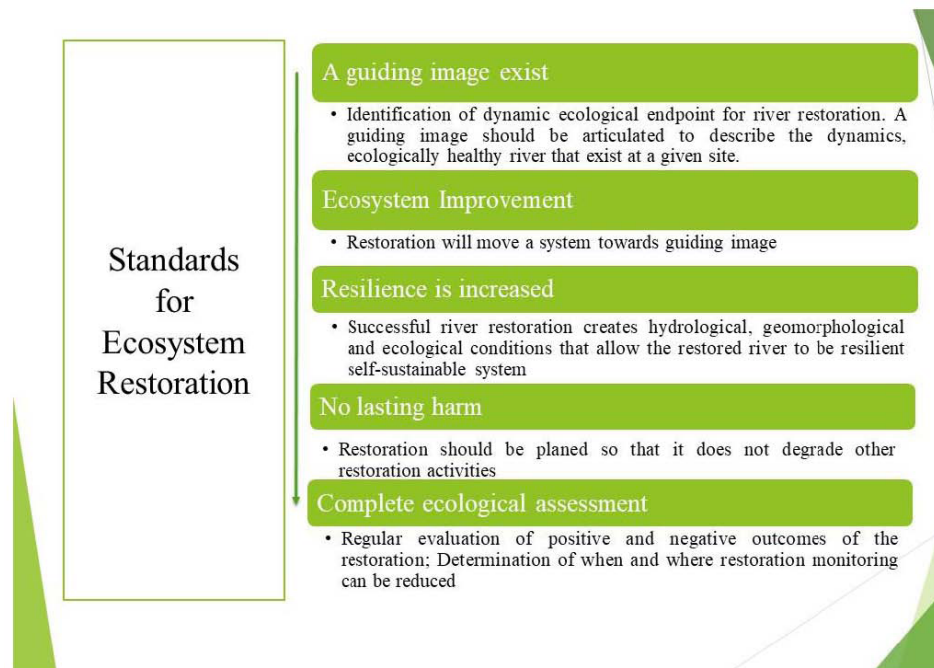 Standards
for
Ecosystem
Restoration
A guiding image exist
• Identification of dynamic ecological endpoint for river restoration. A
guiding image should be articulated to describe the dynamics,
ecologically healthy river that exist at a given site.
Ecosystem Improvement
• Restoration will move a system towards guiding image
Resilience is increased
• Successful river restoration creates hydrological, geomorphological
and ecological conditions that allow the restored river to be resilient
self-sustainable system
No lasting harm
• Restoration should be planed so that it does not degrade other
restoration activities
Complete ecological assessment
• Regular evaluation of positive and negative outcomes of the
restoration; Determination of when and where restoration monitoring
can be reduced